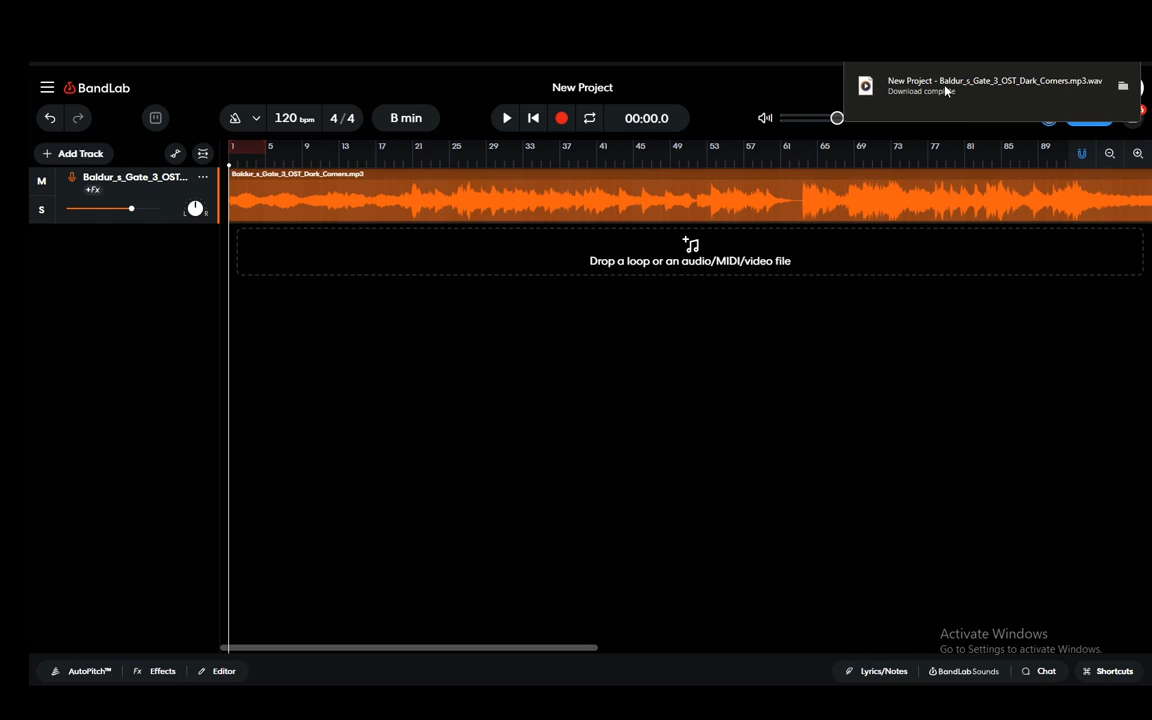 BandLab
New Project
New Project - Baldur_s_Gate_3_OST_Dark_Corners.mp3.wav
Download complete
120 bpm
4/4
B min
00:00.0
+ Add Track
1 5 9 13 17 21 25 29 33 37 41 45 49 53 57 61 65 69 73 77 81 85 89
M
Baldur_s_Gate_3_OST...
+Fx
S
L R
Baldur_s_Gate_3_OST_Dark_Corners.mp3
Drop a loop or an audio/MIDI/video file
Activate Windows
Go to Settings to activate Windows.
AutoPitch™
Fx Effects
Editor
Lyrics/Notes
BandLab Sounds
Chat
Shortcuts